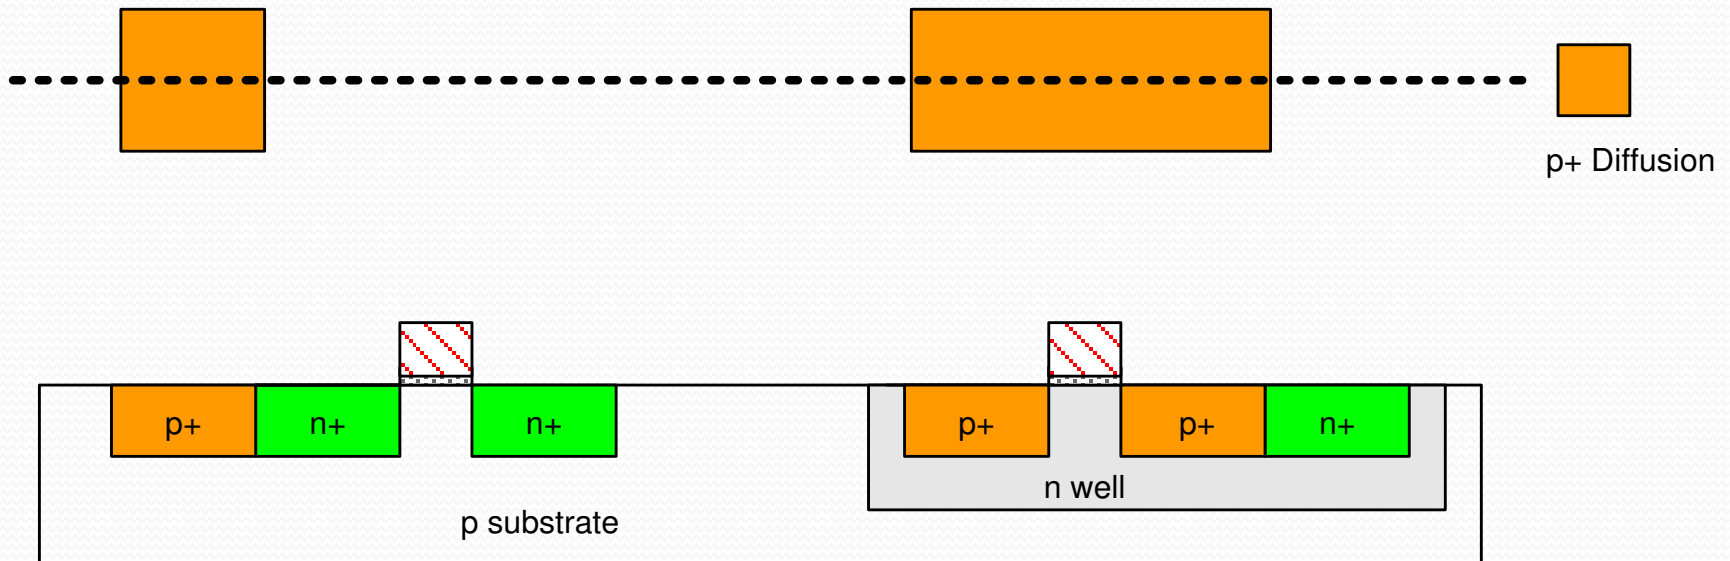 p+ Diffusion
p+ n+ n+ p+ p+ n+
n well
p substrate